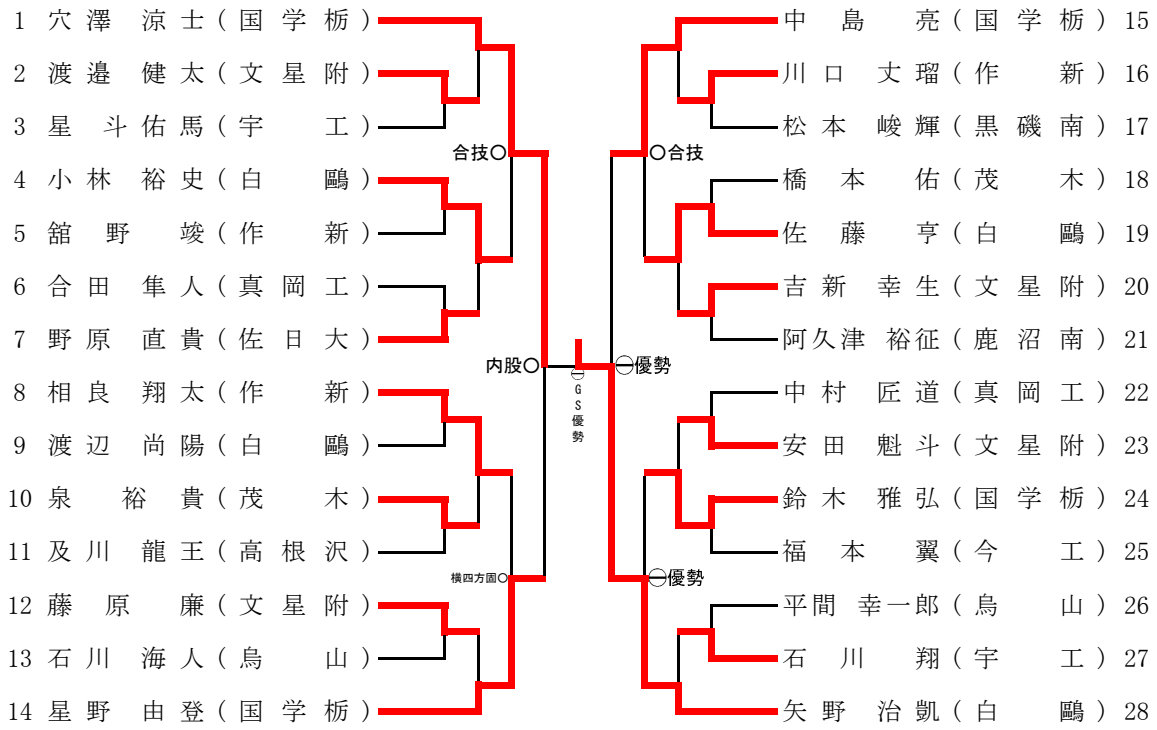 1 穴澤 涼士(国学栃)
2 渡邉 健太(文星附)
3 星 斗佑馬(宇 工)
4 小林 裕史(白 鷗)
5 舘野 竣(作 新)
6 合田 隼人(真岡工)
7 野原 直貴(佐日大)
8 相良 翔太(作 新)
9 渡辺 尚陽(白 鷗)
10 泉 裕貴(茂 木)
11 及川 龍王(高根沢)
12 藤原 廉(文星附)
13 石川 海人(烏 山)
14 星野 由登(国学栃)
合技○
内股○
横四方固○
GS優勢
○合技
優勢
優勢
中島 亮(国学栃) 15
川口 丈瑠(作 新) 16
松本 峻輝(黒磯南) 17
橋本 佑(茂 木) 18
佐藤 亨(白 鷗) 19
吉新 幸生(文星附) 20
阿久津 裕征(鹿沼南) 21
中村 匠道(真岡工) 22
安田 魁斗(文星附) 23
鈴木 雅弘(国学栃) 24
福本 翼(今 工) 25
平間 幸一郎(烏 山) 26
石川 翔(宇 工) 27
矢野 治凱(白 鷗) 28